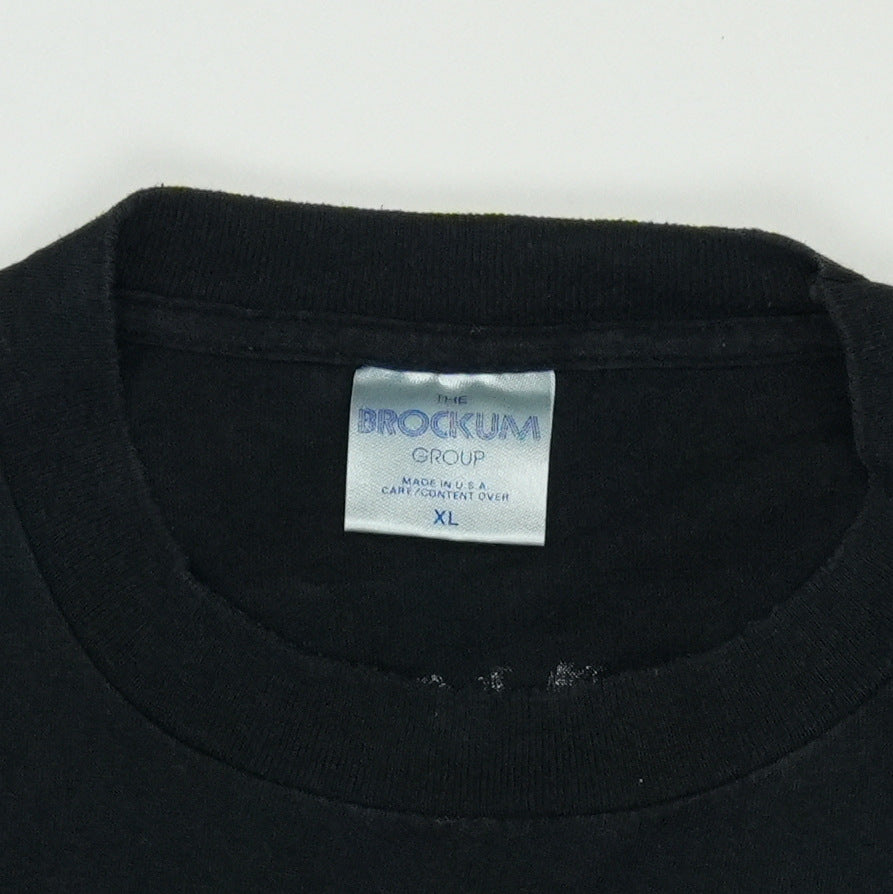 THE
BROCKUM
GROUP
MADE IN U.S.A.
CARE/CONTENT OVER
XL